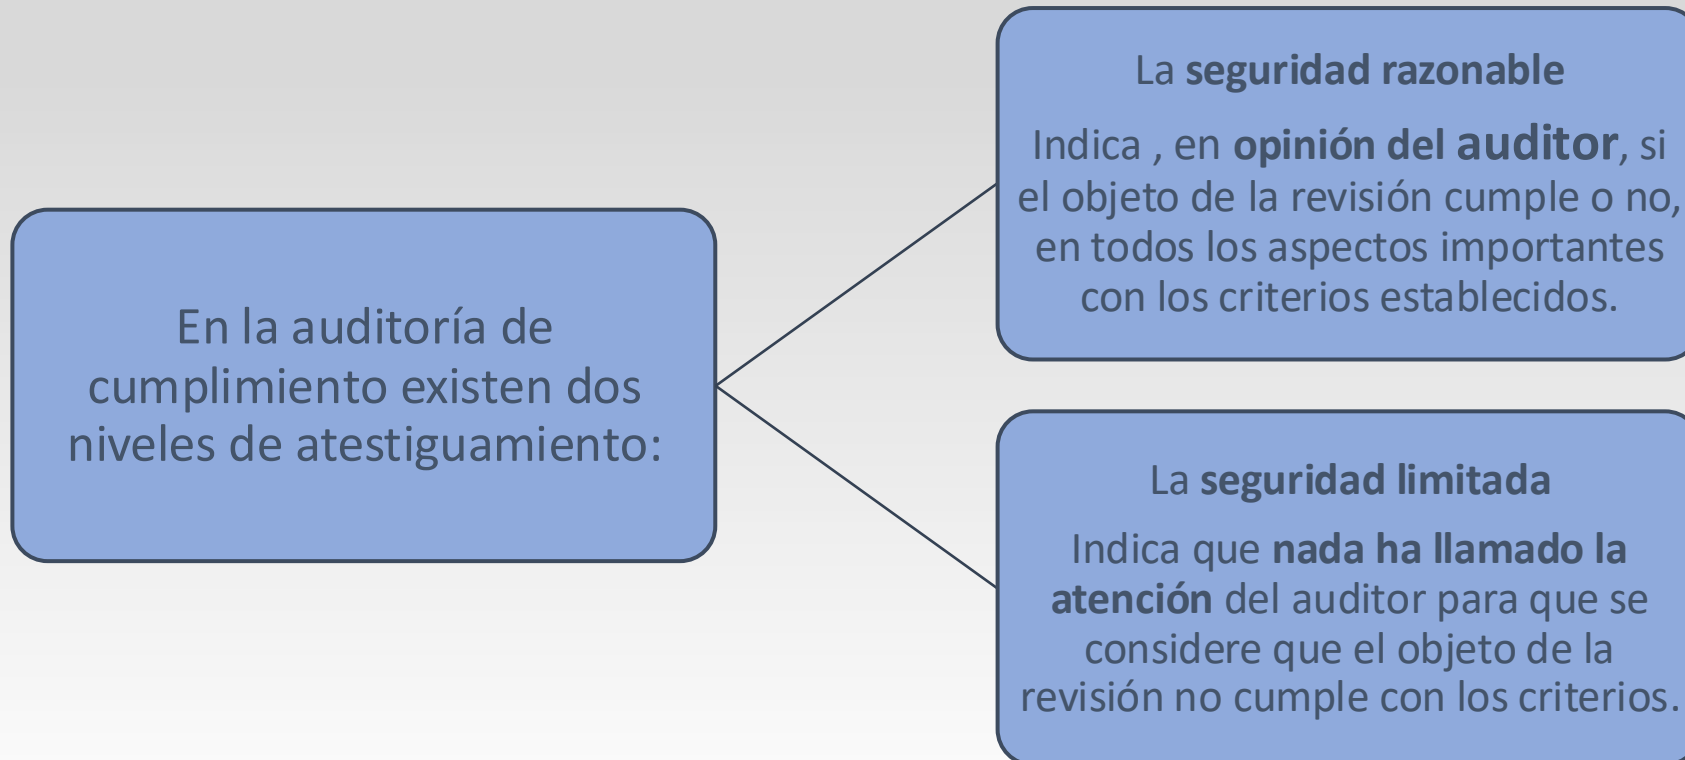 En la auditoría de
cumplimiento existen dos
niveles de atestiguamiento:
La seguridad razonable
Indica , en opinión del auditor, si
el objeto de la revisión cumple o no,
en todos los aspectos importantes
con los criterios establecidos.
La seguridad limitada
Indica que nada ha llamado la
atención del auditor para que se
considere que el objeto de la
revisión no cumple con los criterios.